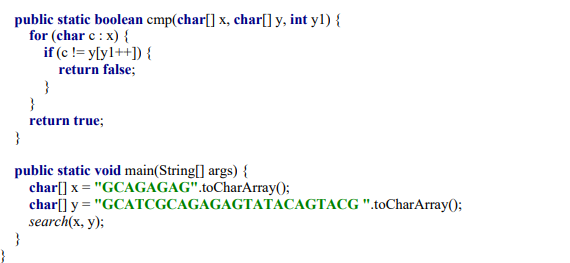 public static boolean cmp(char[] x, char[] y, int y1) {
for (char c : x) {
if (c != y[y1++]) {
return false;
}
}
return true;
}
public static void main(String[] args) {
char[] x = "GCAGAGAG".toCharArray();
char[] y = "GCATCGCAGAGAGTATACAGTACG ".toCharArray();
search(x, y);
}
}